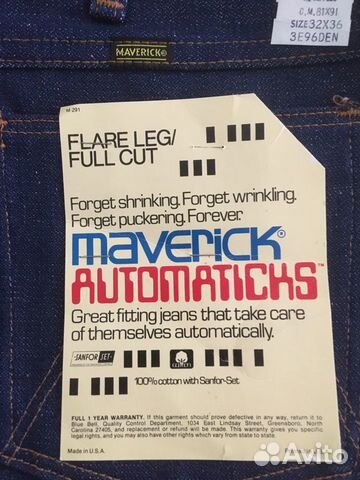 C.M. 81X91
SIZE32X36
3E96DEN
MAVERICK®
M-291
FLARE LEG/
FULL CUT
Forget shrinking. Forget wrinkling.
Forget puckering. Forever.
maverick®
AUTOMATICKS™
Great fitting jeans that take care
of themselves automatically.
SANFOR SET
COTTON
100% cotton with Sanfor-Set
FULL 1 YEAR WARRANTY. If this garment should prove defective in any way, return it to
Blue Bell, Quality Control Department, 1034 East Lindsay Street, Greensboro, North
Carolina 27405, and replacement or refund will be made. This warranty gives you specific
legal rights, and you may also have other rights which vary from state to state.
Made in U.S.A.
Avito